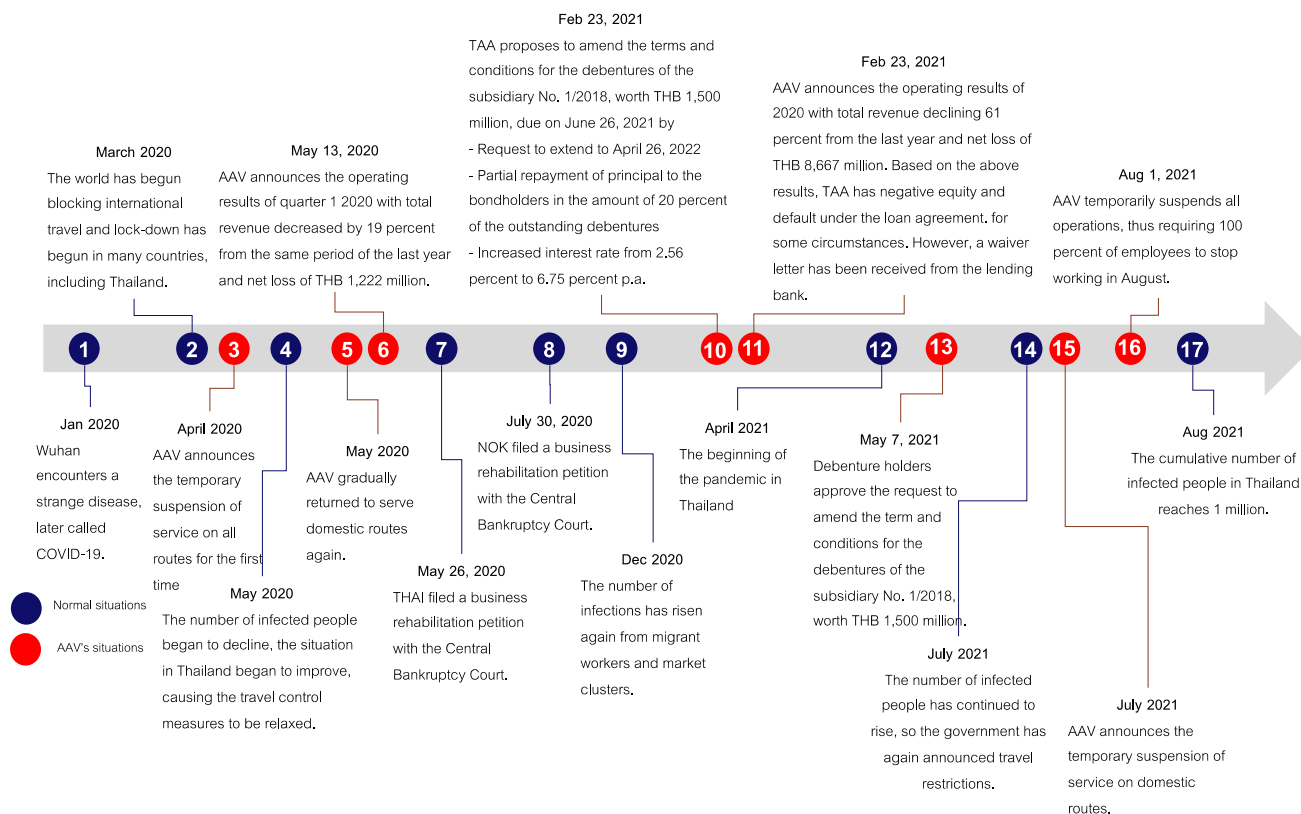 Feb 23, 2021
TAA proposes to amend the terms and
conditions for the debentures of the
subsidiary No. 1/2018, worth THB 1,500
million, due on June 26, 2021 by
- Request to extend to April 26, 2022
- Partial repayment of principal to the
bondholders in the amount of 20 percent
of the outstanding debentures
- Increased interest rate from 2.56
percent to 6.75 percent p.a.
Feb 23, 2021
AAV announces the operating results of
2020 with total revenue declining 61
percent from the last year and net loss of
THB 8,667 million. Based on the above
results, TAA has negative equity and
default under the loan agreement. for
some circumstances. However, a waiver
letter has been received from the lending
bank.
March 2020
The world has begun
blocking international
travel and lock-down has
begun in many countries,
including Thailand.
May 13, 2020
AAV announces the operating
results of quarter 1 2020 with total
revenue decreased by 19 percent
from the same period of the last year
and net loss of THB 1,222 million.
Aug 1, 2021
AAV temporarily suspends all
operations, thus requiring 100
percent of employees to stop
working in August.
1
2
3
4
5
6
7
8
9
10
11
12
13
14
15
16
17
Jan 2020
Wuhan
encounters a
strange disease,
later called
COVID-19.
April 2020
AAV announces
the temporary
suspension of
service on all
routes for the first
time
May 2020
The number of infected people
began to decline, the situation
in Thailand began to improve,
causing the travel control
measures to be relaxed.
May 2020
AAV gradually
returned to serve
domestic routes
again.
May 26, 2020
THAI filed a business
rehabilitation petition
with the Central
Bankruptcy Court.
July 30, 2020
NOK filed a business
rehabilitation petition
with the Central
Bankruptcy Court.
Dec 2020
The number of
infections has risen
again from migrant
workers and market
clusters.
April 2021
The beginning of
the pandemic in
Thailand
May 7, 2021
Debenture holders
approve the request to
amend the term and
conditions for the
debentures of the
subsidiary No. 1/2018,
worth THB 1,500 million.
July 2021
The number of infected
people has continued to
rise, so the government has
again announced travel
restrictions.
July 2021
AAV announces the
temporary suspension of
service on domestic
routes.
Aug 2021
The cumulative number of
infected people in Thailand
reaches 1 million.
Normal situations
AAV's situations